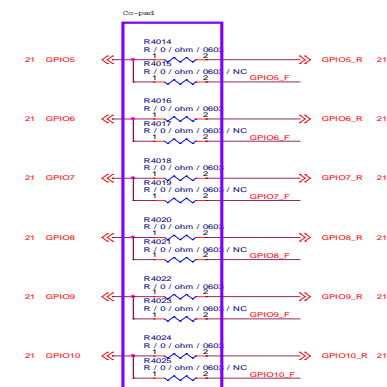 Co-pad
R4014
R / 0 / ohm / 0603
21 GPIO5 1 2 GPIO5_R 21
R4015
R / 0 / ohm / 0603 / NC
1 2 GPIO5_F
R4016
R / 0 / ohm / 0603
21 GPIO6 1 2 GPIO6_R 21
R4017
R / 0 / ohm / 0603 / NC
1 2 GPIO6_F
R4018
R / 0 / ohm / 0603
21 GPIO7 1 2 GPIO7_R 21
R4019
R / 0 / ohm / 0603 / NC
1 2 GPIO7_F
R4020
R / 0 / ohm / 0603
21 GPIO8 1 2 GPIO8_R 21
R4021
R / 0 / ohm / 0603 / NC
1 2 GPIO8_F
R4022
R / 0 / ohm / 0603
21 GPIO9 1 2 GPIO9_R 21
R4023
R / 0 / ohm / 0603 / NC
1 2 GPIO9_F
R4024
R / 0 / ohm / 0603
21 GPIO10 1 2 GPIO10_R 21
R4025
R / 0 / ohm / 0603 / NC
1 2 GPIO10_F